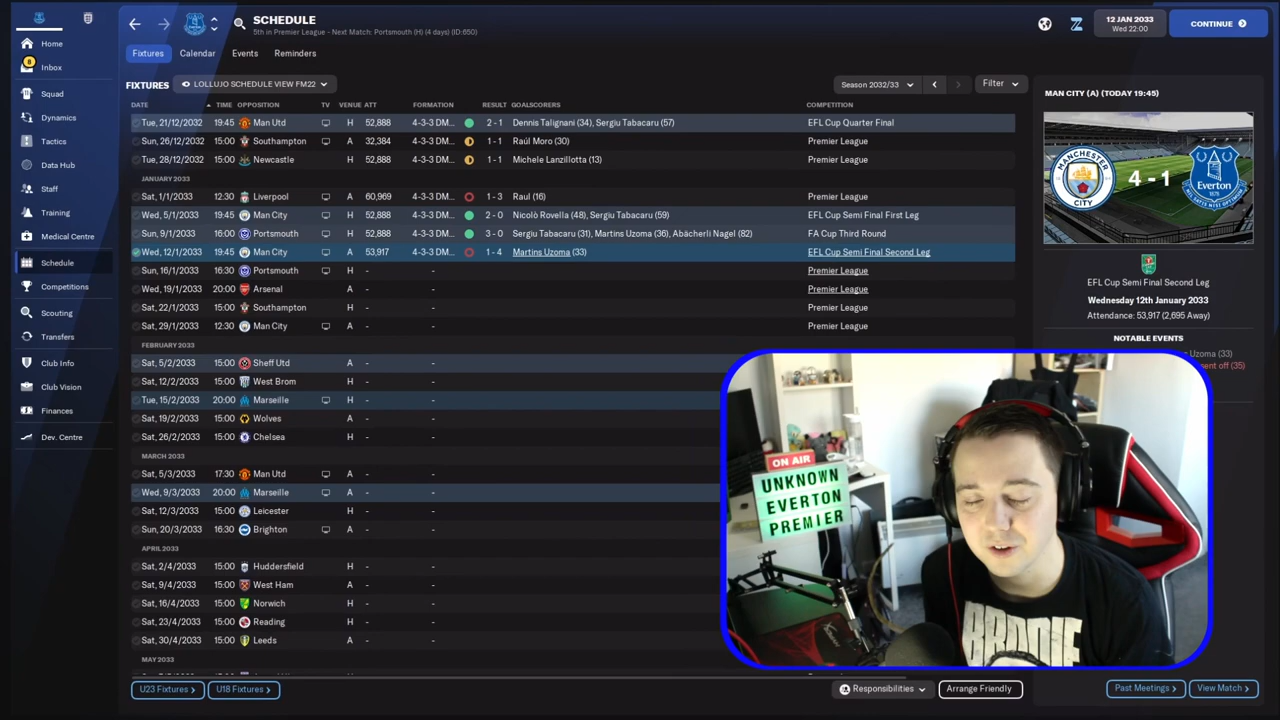 SCHEDULE
5th in Premier League - Next Match: Portsmouth (H) (4 days) (ID:650)
12 JAN 2033
Wed 22:00
CONTINUE
Home
8
Inbox
Squad
Dynamics
Tactics
Data Hub
Staff
Training
Medical Centre
Schedule
Competitions
Scouting
Transfers
Club Info
Club Vision
Finances
Dev. Centre
Fixtures Calendar Events Reminders
FIXTURES LOLLUJO SCHEDULE VIEW FM22 Season 2032/33 Filter
DATE TIME OPPOSITION TV VENUE ATT FORMATION RESULT GOALSCORERS COMPETITION
Tue, 21/12/2032 19:45 Man Utd H 52,888 4-3-3 DM... 2 - 1 Dennis Talignani (34), Sergiu Tabacaru (57) EFL Cup Quarter Final
Sun, 26/12/2032 15:00 Southampton H 32,384 4-3-3 DM... 1 - 1 Raúl Moro (30) Premier League
Tue, 28/12/2032 15:00 Newcastle H 52,888 4-3-3 DM... 1 - 1 Michele Lanzillotta (13) Premier League
JANUARY 2033
Sat, 1/1/2033 12:30 Liverpool A 60,969 4-3-3 DM... 1 - 3 Raul (16) Premier League
Wed, 5/1/2033 19:45 Man City H 52,888 4-3-3 DM... 2 - 0 Nicolò Rovella (48), Sergiu Tabacaru (59) EFL Cup Semi Final First Leg
Sun, 9/1/2033 16:00 Portsmouth H 52,888 4-3-3 DM... 3 - 0 Sergiu Tabacaru (31), Martins Uzoma (36), Abächerli Nagel (82) FA Cup Third Round
Wed, 12/1/2033 19:45 Man City A 53,917 4-3-3 DM... 1 - 4 Martins Uzoma (33) EFL Cup Semi Final Second Leg
Sun, 16/1/2033 16:30 Portsmouth H - - Premier League
Wed, 19/1/2033 20:00 Arsenal A - - Premier League
Sat, 22/1/2033 15:00 Southampton H - - Premier League
Sat, 29/1/2033 12:30 Man City A - - Premier League
FEBRUARY 2033
Sat, 5/2/2033 15:00 Sheff Utd A - -
Sat, 12/2/2033 15:00 West Brom H - -
Tue, 15/2/2033 20:00 Marseille H - -
Sat, 19/2/2033 15:00 Wolves A - -
Sat, 26/2/2033 15:00 Chelsea H - -
MARCH 2033
Sat, 5/3/2033 17:30 Man Utd A - -
Wed, 9/3/2033 20:00 Marseille A - -
Sat, 12/3/2033 15:00 Leicester H - -
Sun, 20/3/2033 16:30 Brighton A - -
APRIL 2033
Sat, 2/4/2033 15:00 Huddersfield H - -
Sat, 9/4/2033 15:00 West Ham A - -
Sat, 16/4/2033 15:00 Norwich H - -
Sat, 23/4/2033 15:00 Reading A - -
Sat, 30/4/2033 15:00 Leeds A - -
MAY 2033
U23 Fixtures > U18 Fixtures > Responsibilities Arrange Friendly Past Meetings > View Match >
MAN CITY (A) (TODAY 19:45)
MANCHESTER
CITY
4 - 1
Everton
EFL Cup Semi Final Second Leg
Wednesday 12th January 2033
Attendance: 53,917 (2,695 Away)
NOTABLE EVENTS
Uzoma (33)
off (35)
ON AIR
UNKNOWN
EVERTON
PREMIER